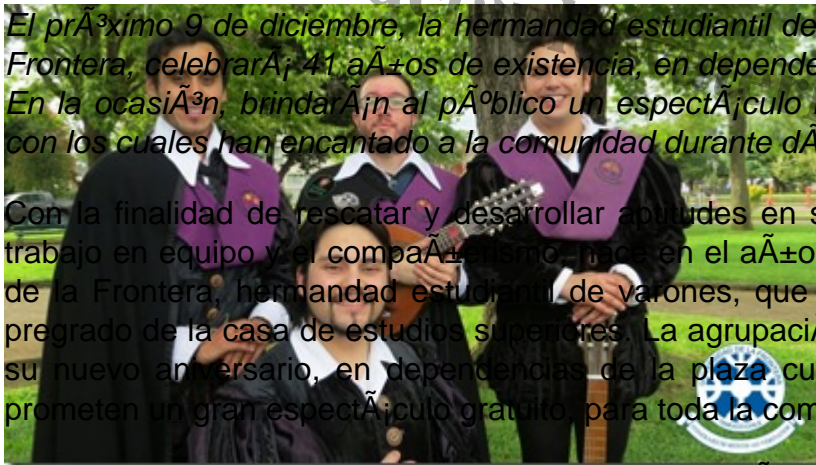 El prÃ³ximo 9 de diciembre, la hermandad estudiantil de
Frontera, celebrarÃ¡ 41 aÃ±os de existencia, en depende
En la ocasiÃ³n, brindarÃ¡n al pÃºblico un espectÃ¡culo
con los cuales han encantado a la comunidad durante dÃ
Con la finalidad de rescatar y desarrollar aptitudes en s
trabajo en equipo y el compaÃ±erismo, nace en el aÃ±o
de la Frontera, hermandad estudiantil de varones, que
pregrado de la casa de estudios superiores. La agrupaciÃ
su nuevo aniversario, en dependencias de la plaza cu
prometen un gran espectÃ¡culo gratuito, para toda la com